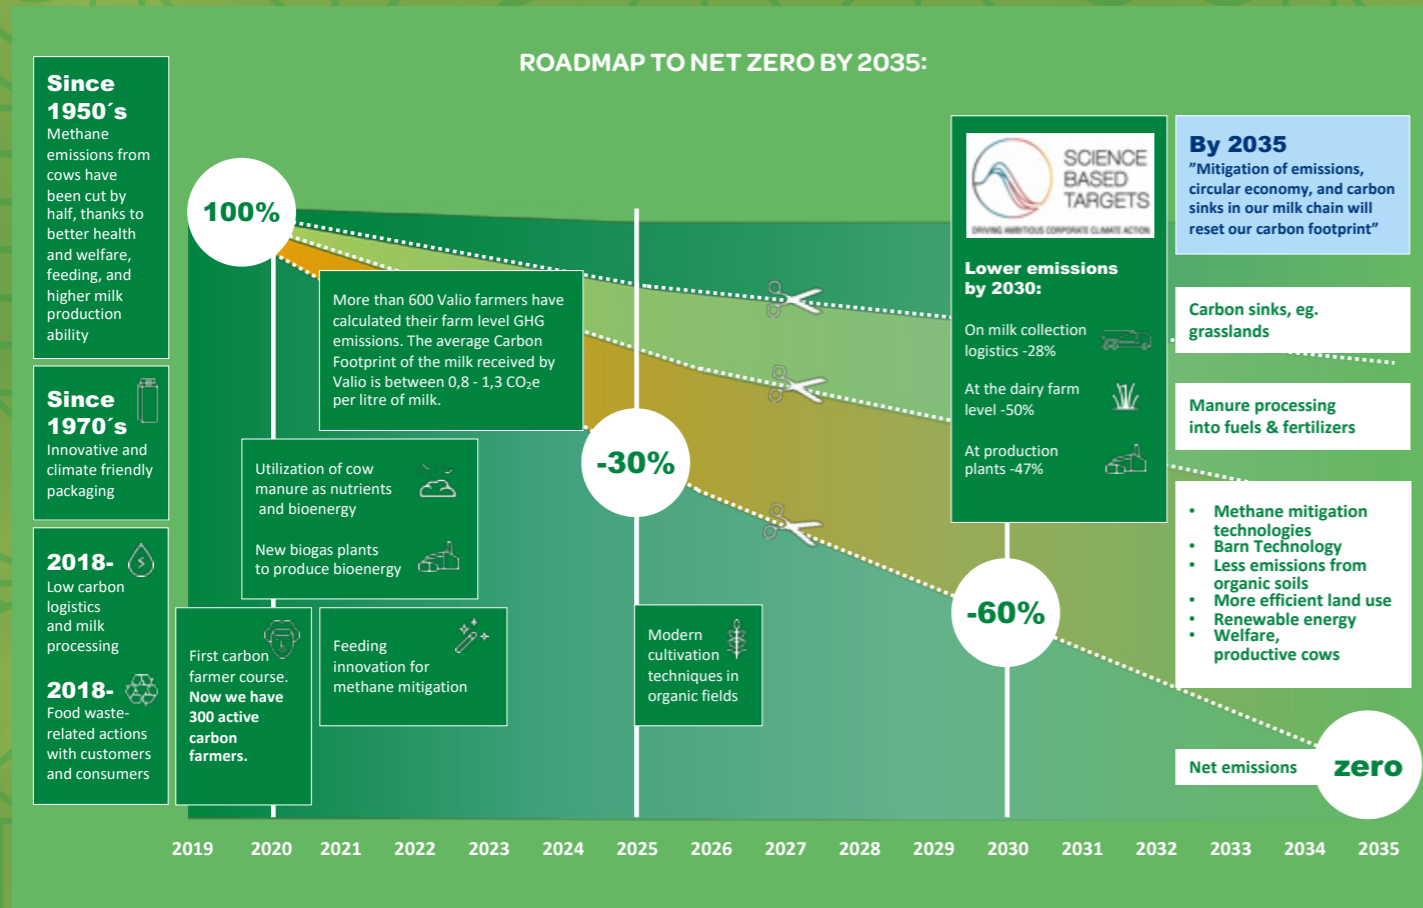 ROADMAP TO NET ZERO BY 2035:
Since
1950´s
Methane
emissions from
cows have
been cut by
half, thanks to
better health
and welfare,
feeding, and
higher milk
production
ability
Since
1970´s
Innovative and
climate friendly
packaging
2018-
Low carbon
logistics
and milk
processing
2018-
Food waste-
related actions
with customers
and consumers
100%
More than 600 Valio farmers have
calculated their farm level GHG
emissions. The average Carbon
Footprint of the milk received by
Valio is between 0,8 - 1,3 CO₂e
per litre of milk.
Utilization of cow
manure as nutrients
and bioenergy
New biogas plants
to produce bioenergy
First carbon
farmer course.
Now we have
300 active
carbon
farmers.
Feeding
innovation for
methane mitigation
-30%
Modern
cultivation
techniques in
organic fields
SCIENCE
BASED
TARGETS
DRIVING AMBITIOUS CORPORATE CLIMATE ACTION
Lower emissions
by 2030:
On milk collection
logistics -28%
At the dairy farm
level -50%
At production
plants -47%
-60%
By 2035
”Mitigation of emissions,
circular economy, and carbon
sinks in our milk chain will
reset our carbon footprint”
Carbon sinks, eg.
grasslands
Manure processing
into fuels & fertilizers
• Methane mitigation
technologies
• Barn Technology
• Less emissions from
organic soils
• More efficient land use
• Renewable energy
• Welfare,
productive cows
Net emissions
zero
2019 2020 2021 2022 2023 2024 2025 2026 2027 2028 2029 2030 2031 2032 2033 2034 2035